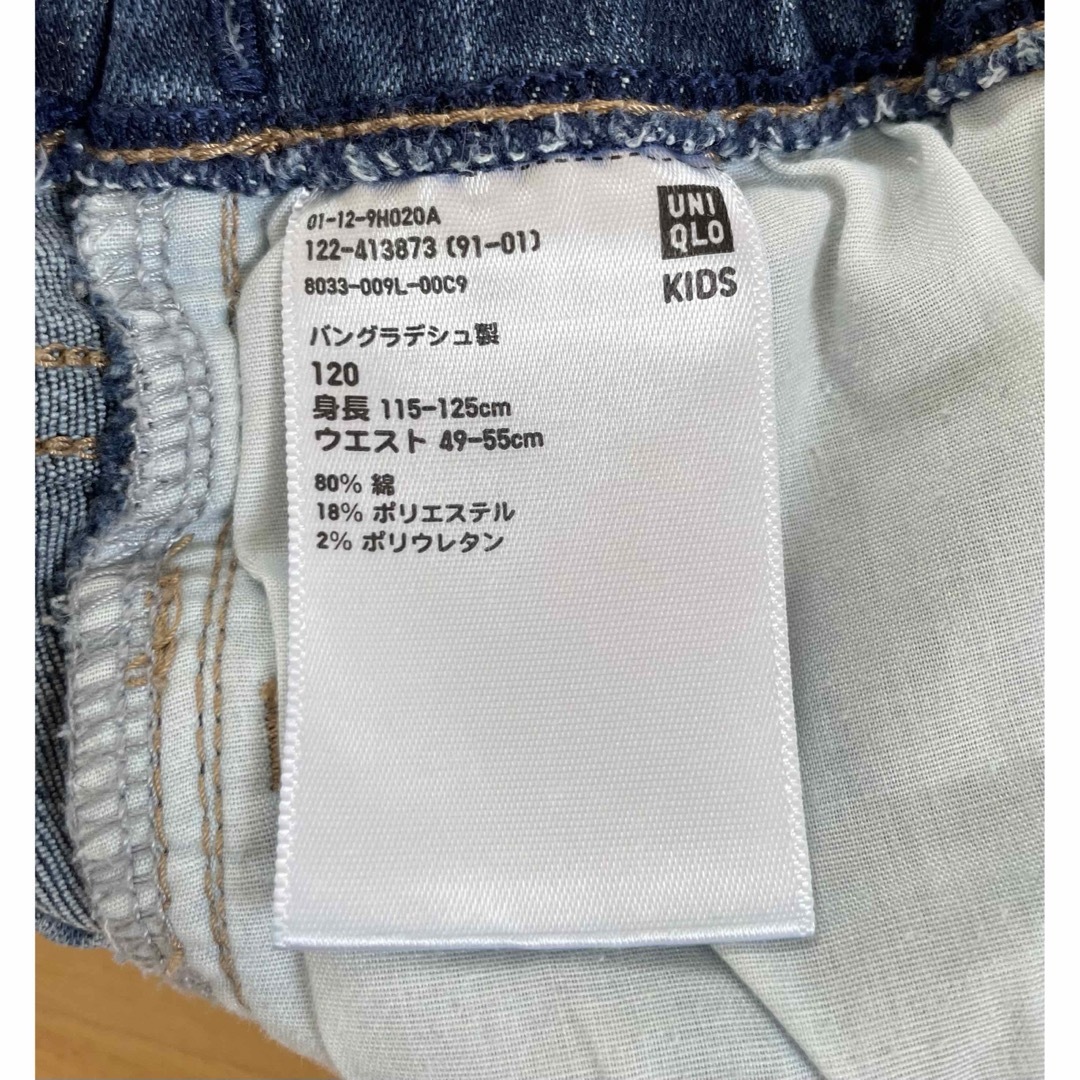 01-12-9H020A
122-413873 (91-01)
8033-009L-00C9
UNI
QLO
KIDS
バングラデシュ製
120
身長 115-125cm
ウエスト 49-55cm
80% 綿
18% ポリエステル
2% ポリウレタン